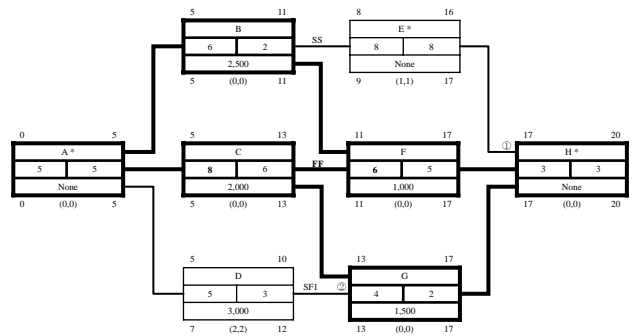 5 11
B
6 2
2,500
5 (0,0) 11
SS
8 16
E *
8 8
None
9 (1,1) 17
0 5
A *
5 5
None
0 (0,0) 5
5 13
C
8 6
2,000
5 (0,0) 13
FF
11 17
F
6 5
1,000
11 (0,0) 17
①
17 20
H *
3 3
None
17 (0,0) 20
5 10
D
5 3
3,000
7 (2,2) 12
SF1 ②
13 17
G
4 2
1,500
13 (0,0) 17